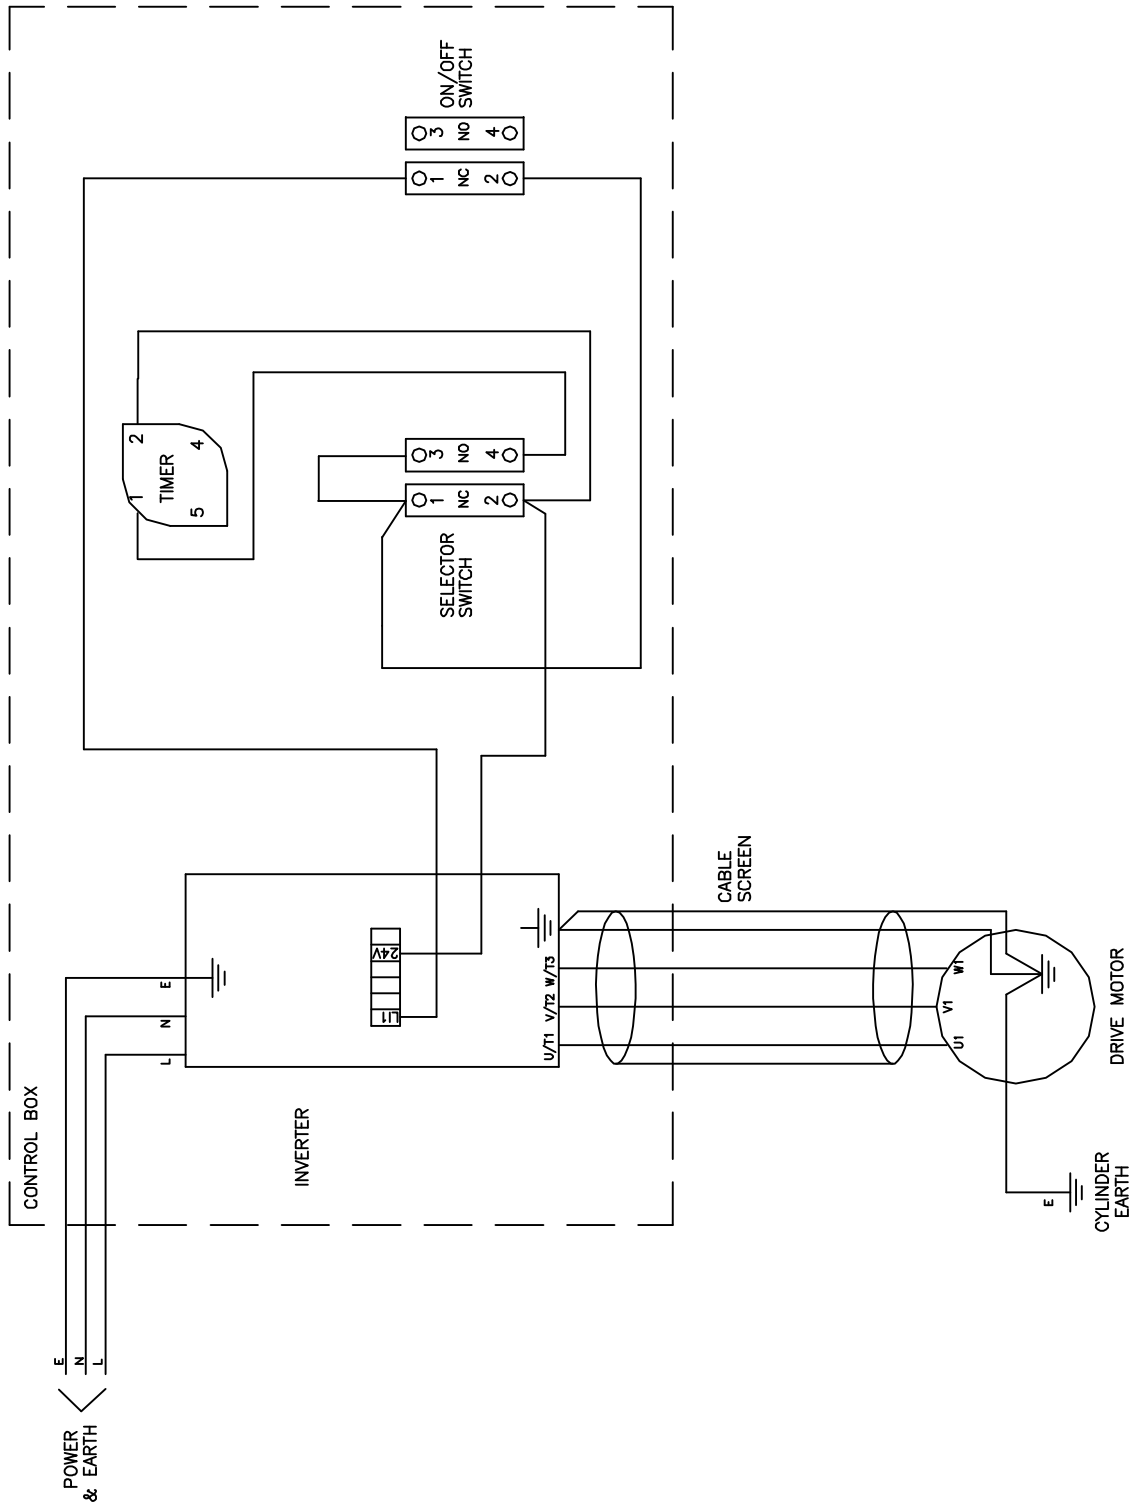 POWER
& EARTH
E
N
L
CONTROL BOX
E
N
L
INVERTER
LI1
24V
U/T1
V/T2
W/T3
CABLE
SCREEN
U1
V1
W1
DRIVE MOTOR
E
CYLINDER
EARTH
SELECTOR
SWITCH
1
NC
2
3
NO
4
TIMER
1
2
5
4
ON/OFF
SWITCH
1
NC
2
3
NO
4